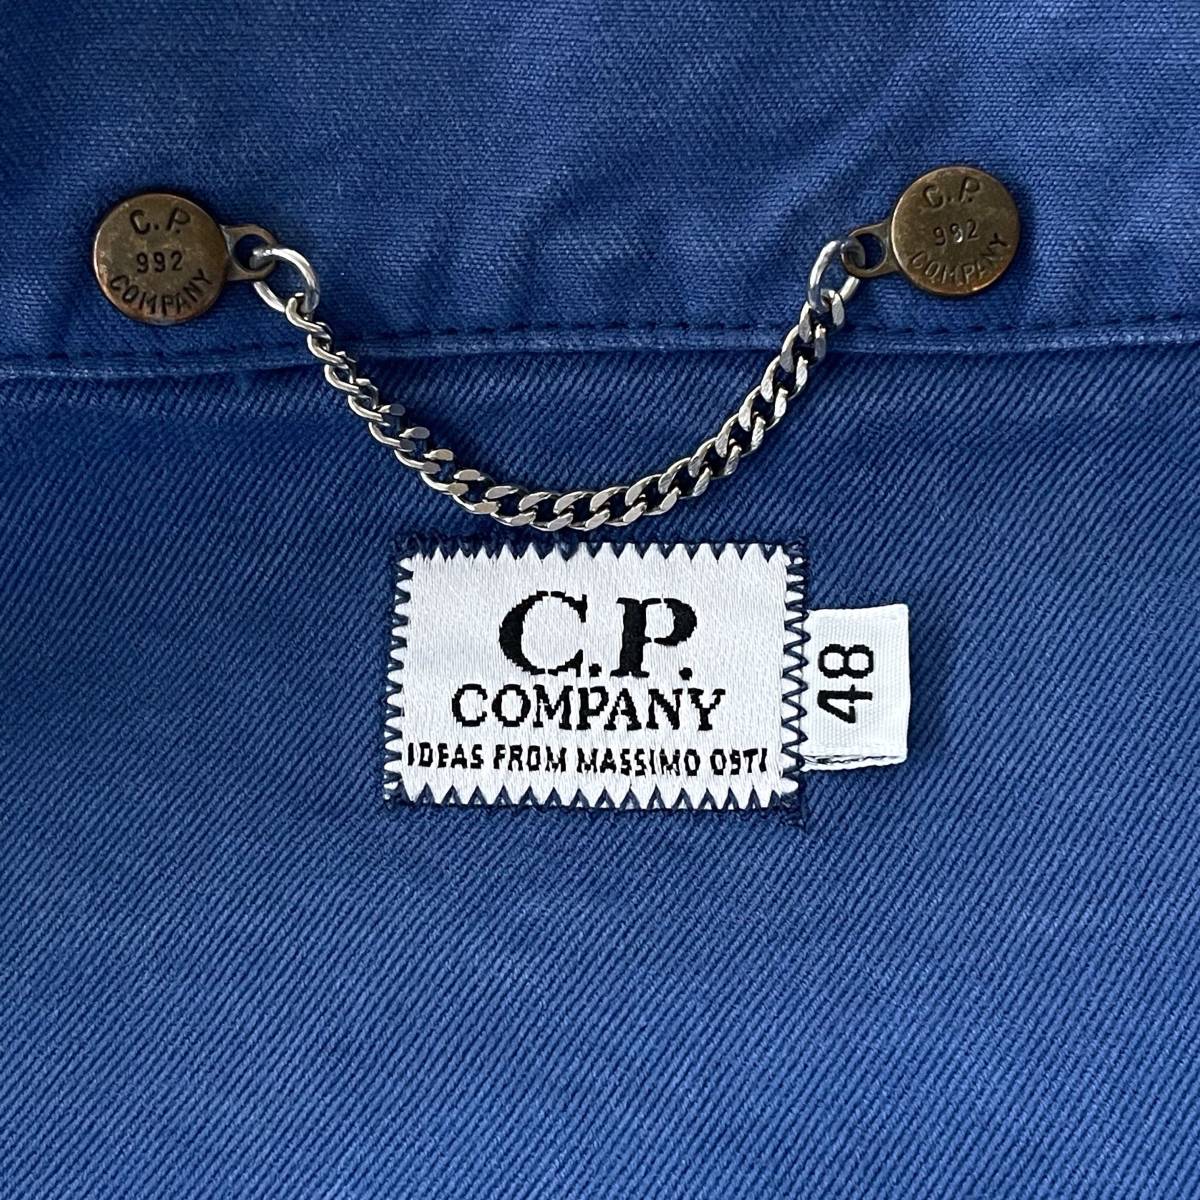 C.P.
992
COMPANY
C.P.
992
COMPANY
C.P.
COMPANY
IDEAS FROM MASSIMO OSTI
48